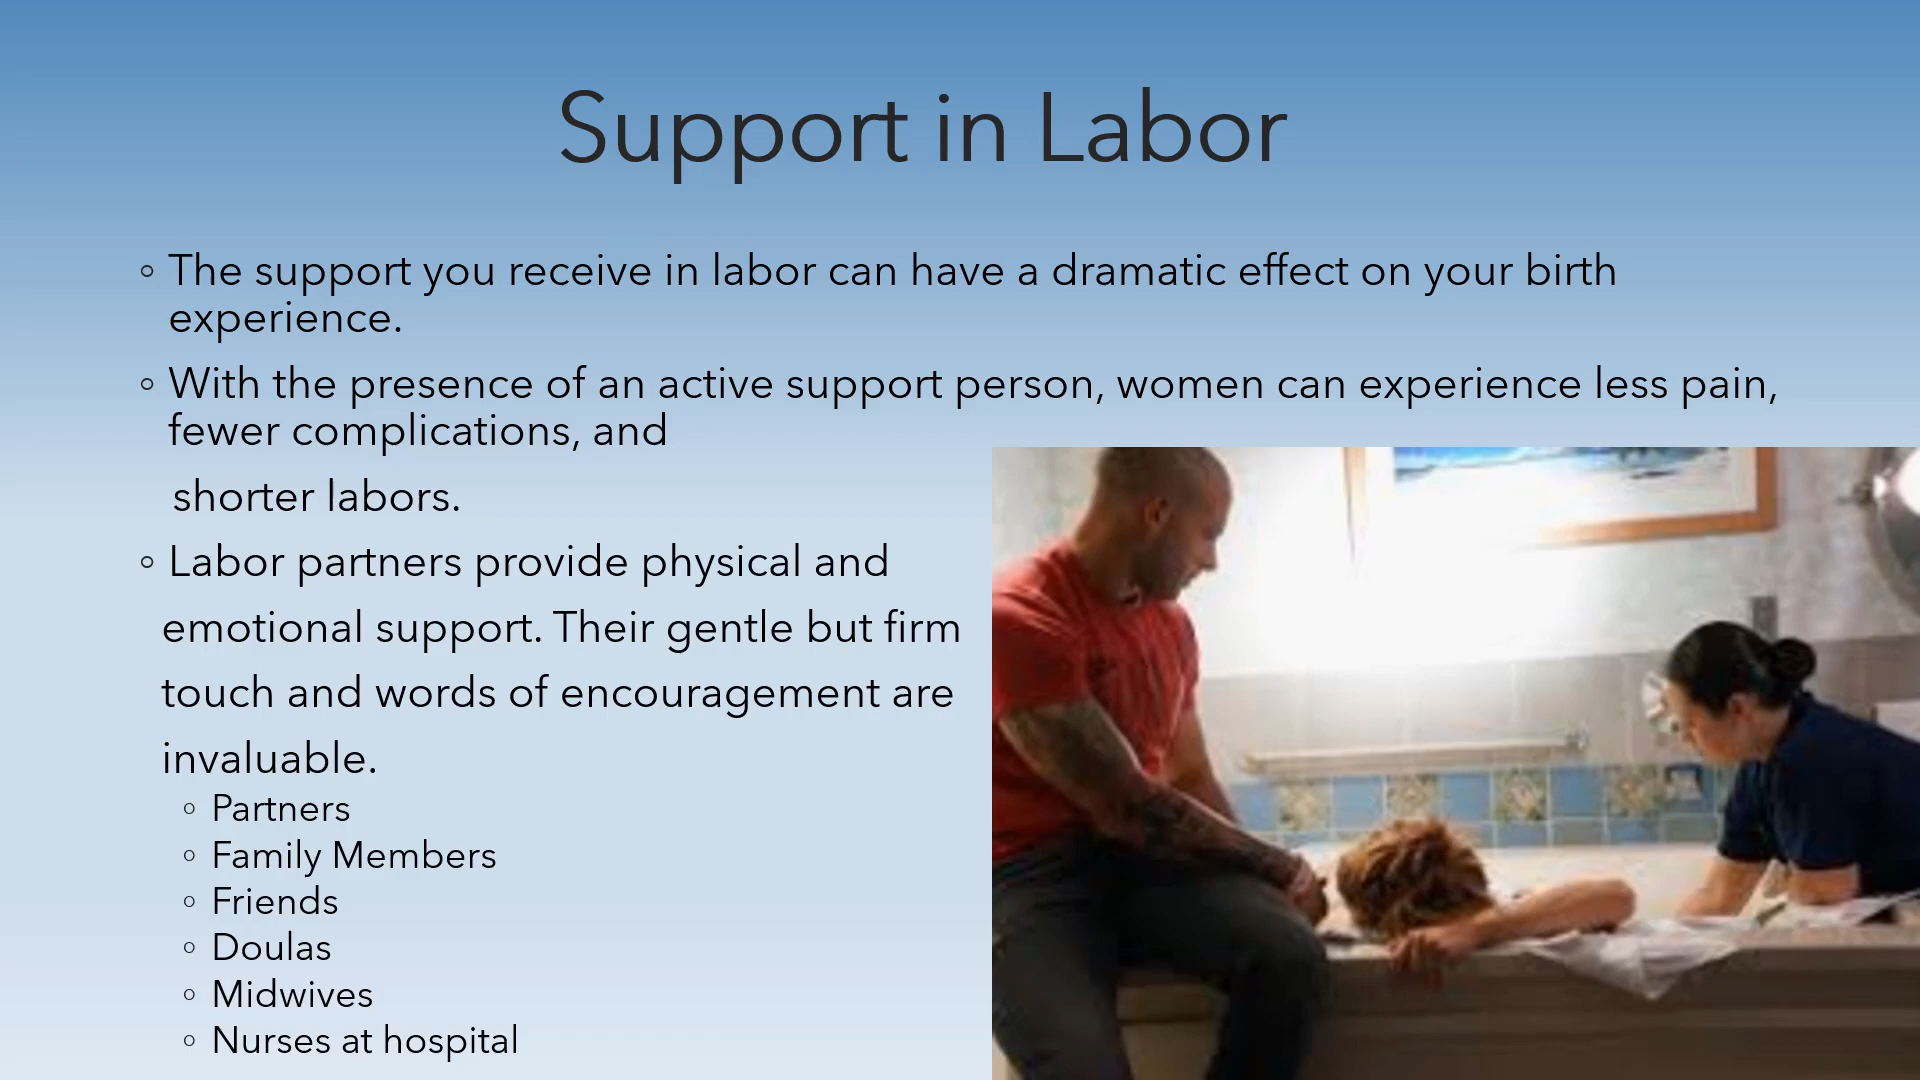 Support in Labor
◦ The support you receive in labor can have a dramatic effect on your birth
experience.
◦ With the presence of an active support person, women can experience less pain,
fewer complications, and
shorter labors.
◦ Labor partners provide physical and
emotional support. Their gentle but firm
touch and words of encouragement are
invaluable.
◦ Partners
◦ Family Members
◦ Friends
◦ Doulas
◦ Midwives
◦ Nurses at hospital